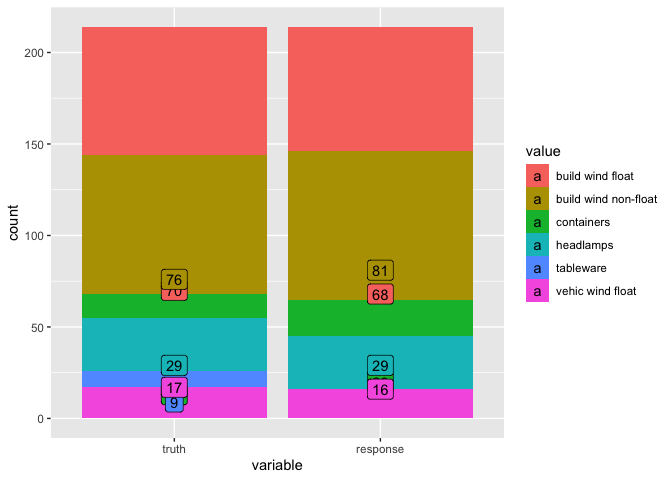 200
150
100
50
0
count
76
70
29
17
9
81
68
29
16
truth
response
variable
value
a build wind float
a build wind non-float
a containers
a headlamps
a tableware
a vehic wind float